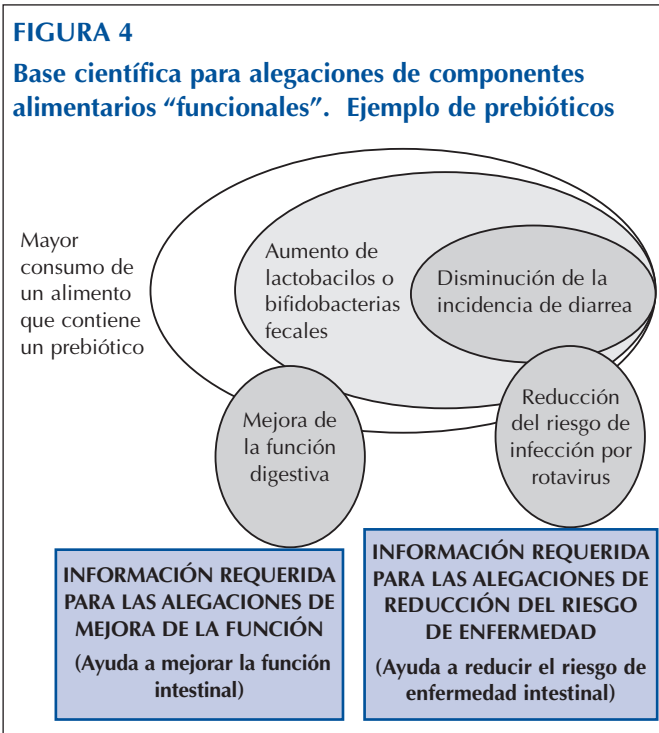 FIGURA 4
Base científica para alegaciones de componentes
alimentarios “funcionales”. Ejemplo de prebióticos
Mayor
consumo de
un alimento
que contiene
un prebiótico
Aumento de
lactobacilos o
bifidobacterias
fecales
Disminución de la
incidencia de diarrea
Mejora de
la función
digestiva
Reducción
del riesgo de
infección por
rotavirus
INFORMACIÓN REQUERIDA
PARA LAS ALEGACIONES DE
MEJORA DE LA FUNCIÓN
(Ayuda a mejorar la función
intestinal)
INFORMACIÓN REQUERIDA
PARA LAS ALEGACIONES DE
REDUCCIÓN DEL RIESGO
DE ENFERMEDAD
(Ayuda a reducir el riesgo de
enfermedad intestinal)